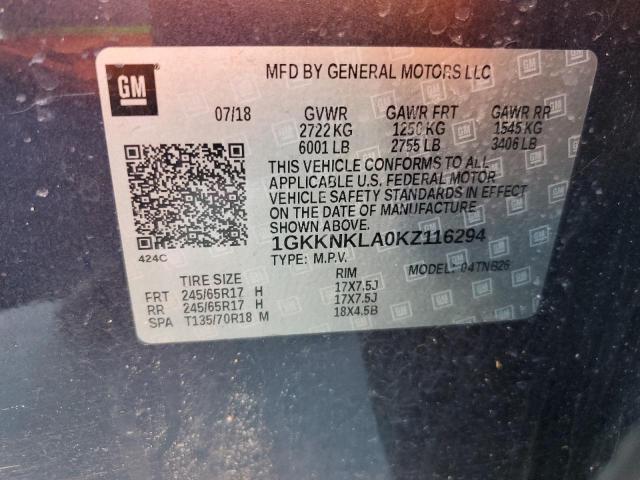 GM
MFD BY GENERAL MOTORS LLC
07/18 GVWR GAWR FRT GAWR RR
2722 KG 1250 KG 1545 KG
6001 LB 2755 LB 3406 LB
THIS VEHICLE CONFORMS TO ALL
APPLICABLE U.S. FEDERAL MOTOR
VEHICLE SAFETY STANDARDS IN EFFECT
ON THE DATE OF MANUFACTURE
SHOWN ABOVE.
1GKKNKLA0KZ116294
424C TYPE: M.P.V. MODEL: 04TNB26
TIRE SIZE RIM
FRT 245/65R17 H 17X7.5J
RR 245/65R17 H 17X7.5J
SPA T135/70R18 M 18X4.5B